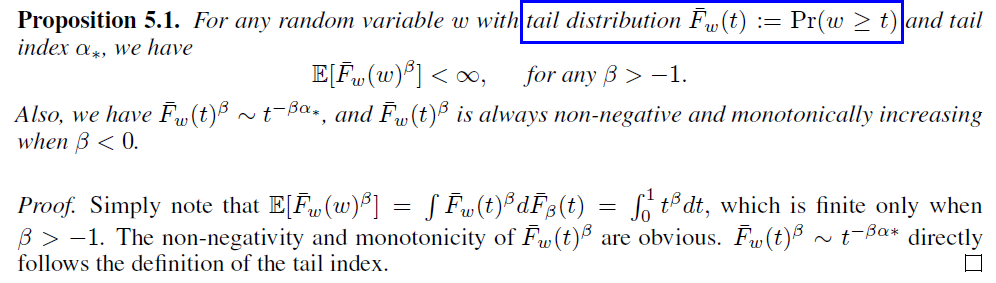 Proposition 5.1. For any random variable w with tail distribution F̄_w(t) := Pr(w ≥ t) and tail
index α_*, we have
𝔼[F̄_w(w)^β] < ∞, for any β > −1.
Also, we have F̄_w(t)^β ∼ t^{−βα_*}, and F̄_w(t)^β is always non-negative and monotonically increasing
when β < 0.
Proof. Simply note that 𝔼[F̄_w(w)^β] = ∫ F̄_w(t)^β dF̄_β(t) = ∫_0^1 t^β dt, which is finite only when
β > −1. The non-negativity and monotonicity of F̄_w(t)^β are obvious. F̄_w(t)^β ∼ t^{−βα*} directly
follows the definition of the tail index. □